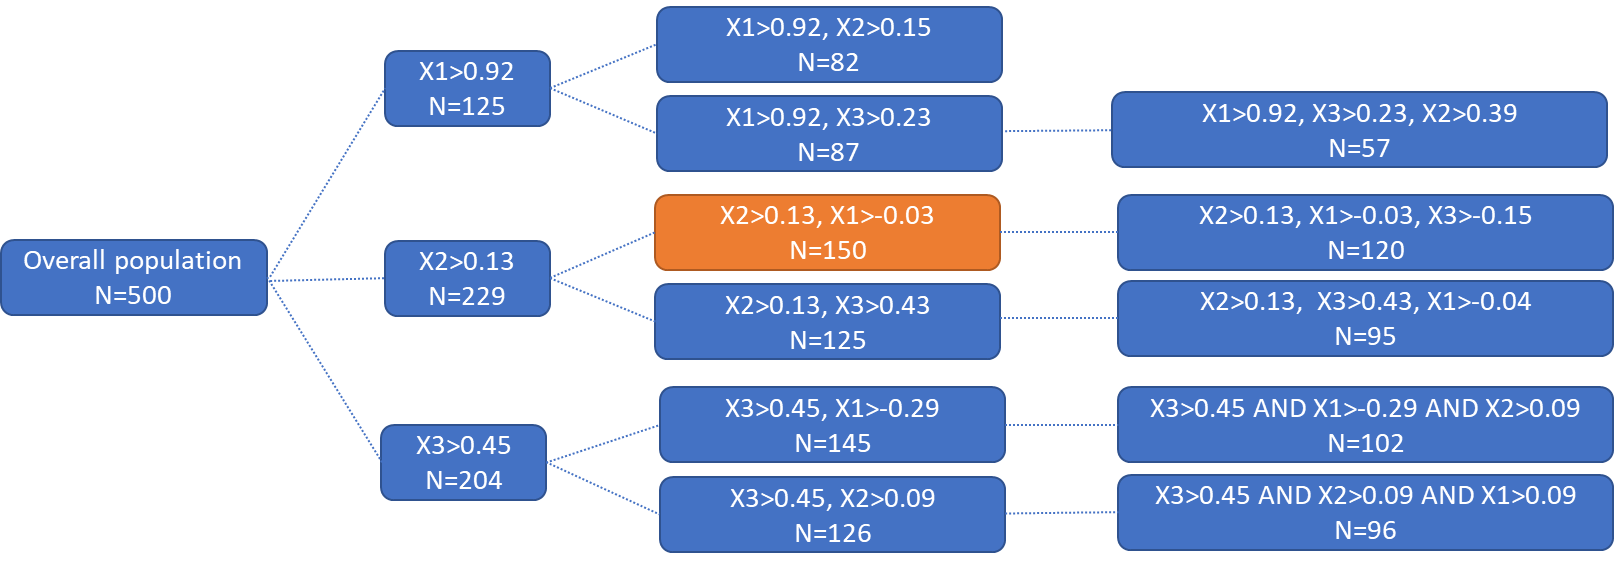 Overall population
N=500
X1>0.92
N=125
X2>0.13
N=229
X3>0.45
N=204
X1>0.92, X2>0.15
N=82
X1>0.92, X3>0.23
N=87
X2>0.13, X1>-0.03
N=150
X2>0.13, X3>0.43
N=125
X3>0.45, X1>-0.29
N=145
X3>0.45, X2>0.09
N=126
X1>0.92, X3>0.23, X2>0.39
N=57
X2>0.13, X1>-0.03, X3>-0.15
N=120
X2>0.13,  X3>0.43, X1>-0.04
N=95
X3>0.45 AND X1>-0.29 AND X2>0.09
N=102
X3>0.45 AND X2>0.09 AND X1>0.09
N=96